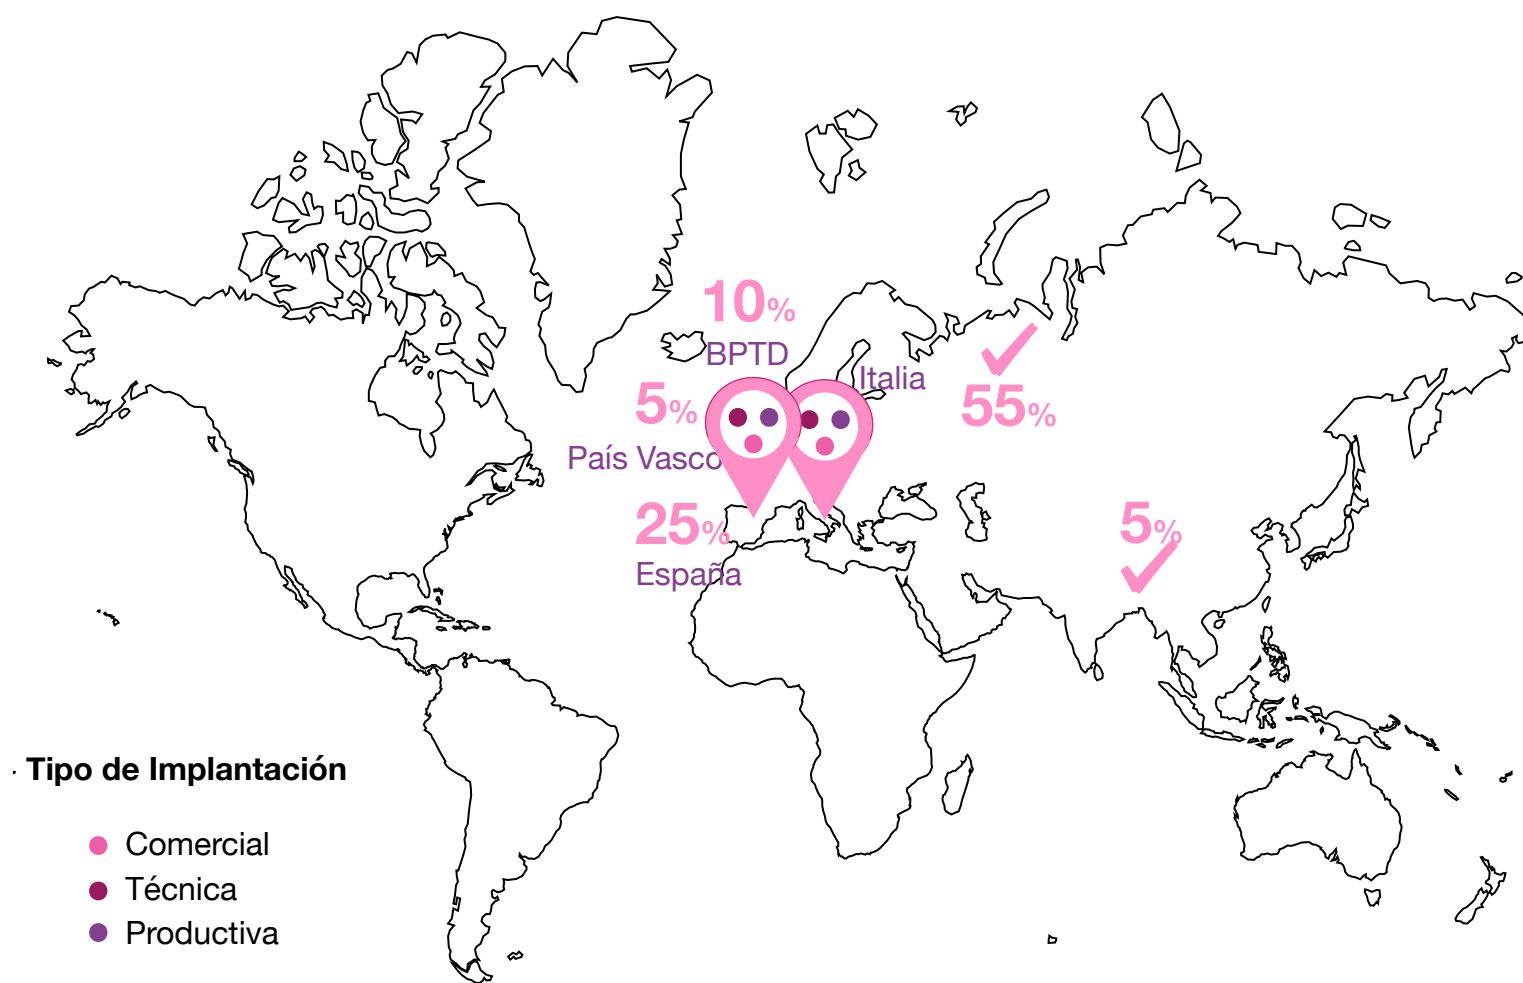 10%
BPTD
Italia
5%
País Vasco
55%
25%
España
5%
Tipo de Implantación
Comercial
Técnica
Productiva